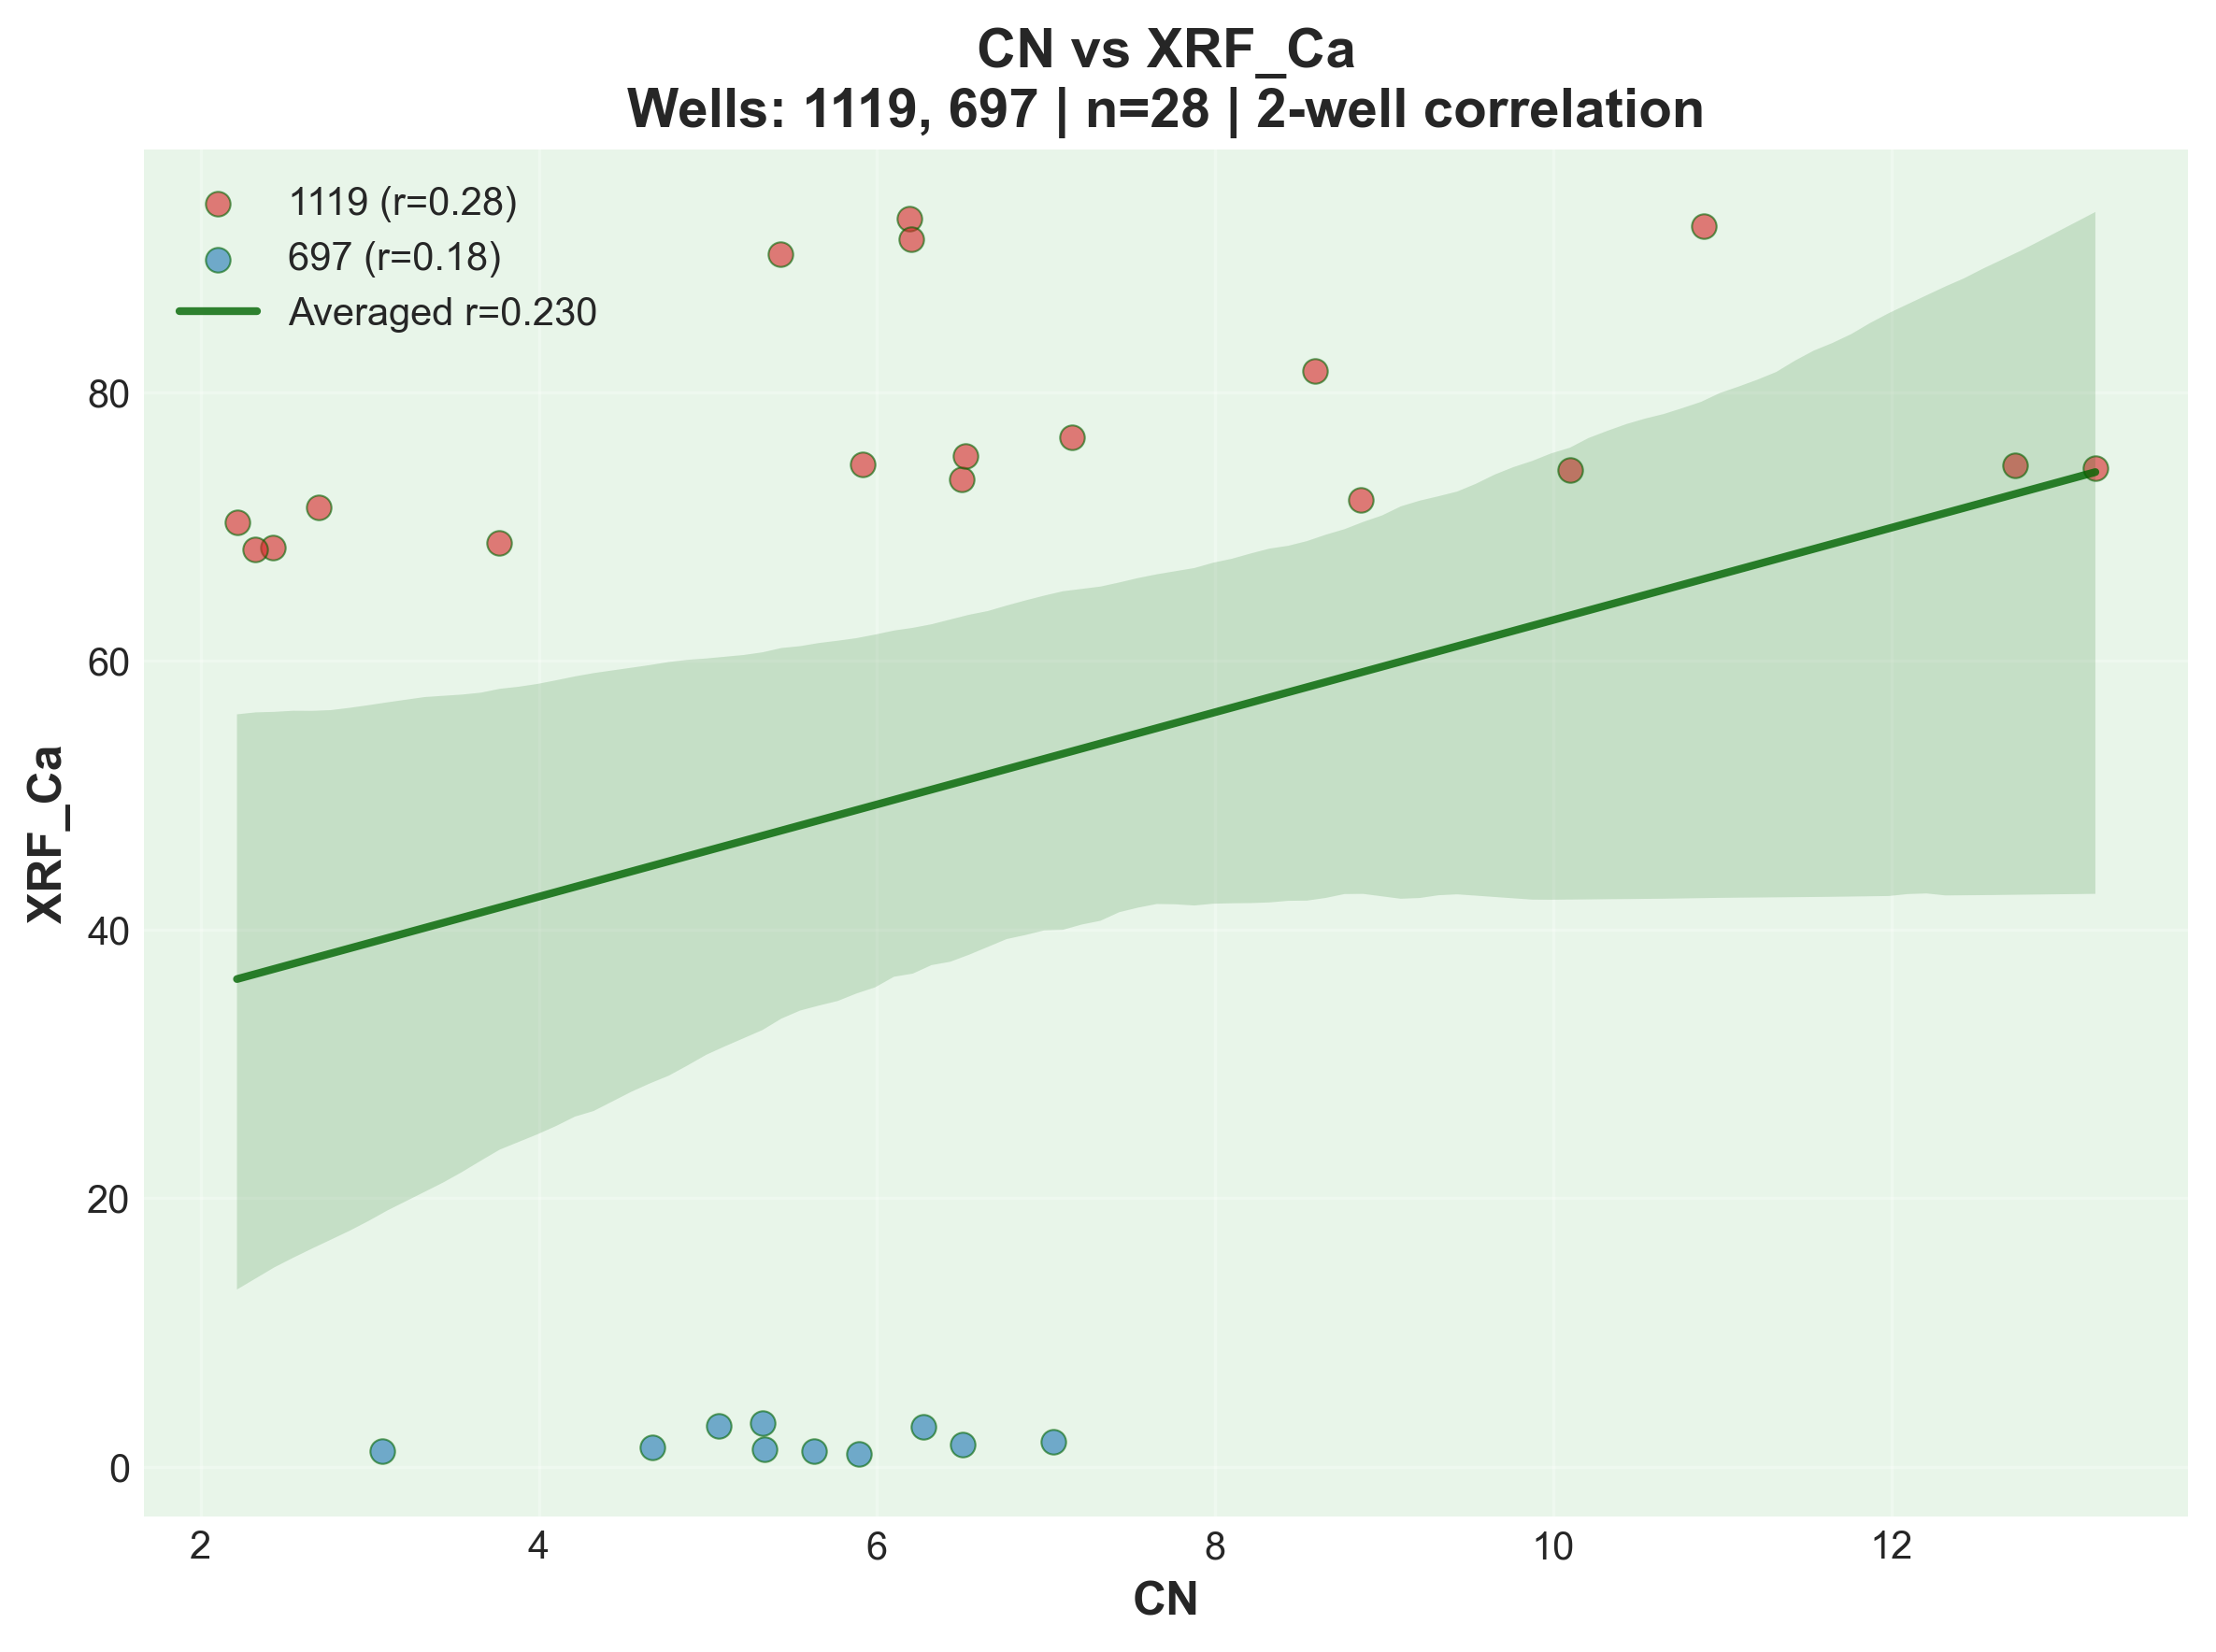 CN vs XRF_Ca
Wells: 1119, 697 | n=28 | 2-well correlation
1119 (r=0.28)
697 (r=0.18)
Averaged r=0.230
XRF_Ca
80
60
40
20
0
2 4 6 8 10 12
CN